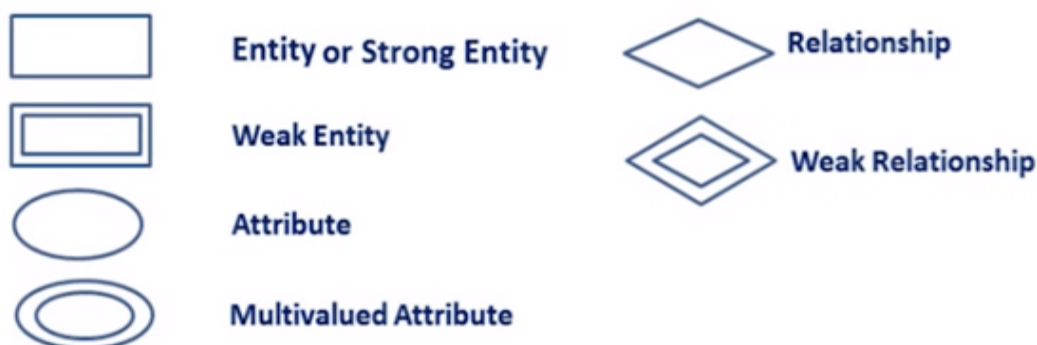 Entity or Strong Entity
Relationship
Weak Entity
Weak Relationship
Attribute
Multivalued Attribute